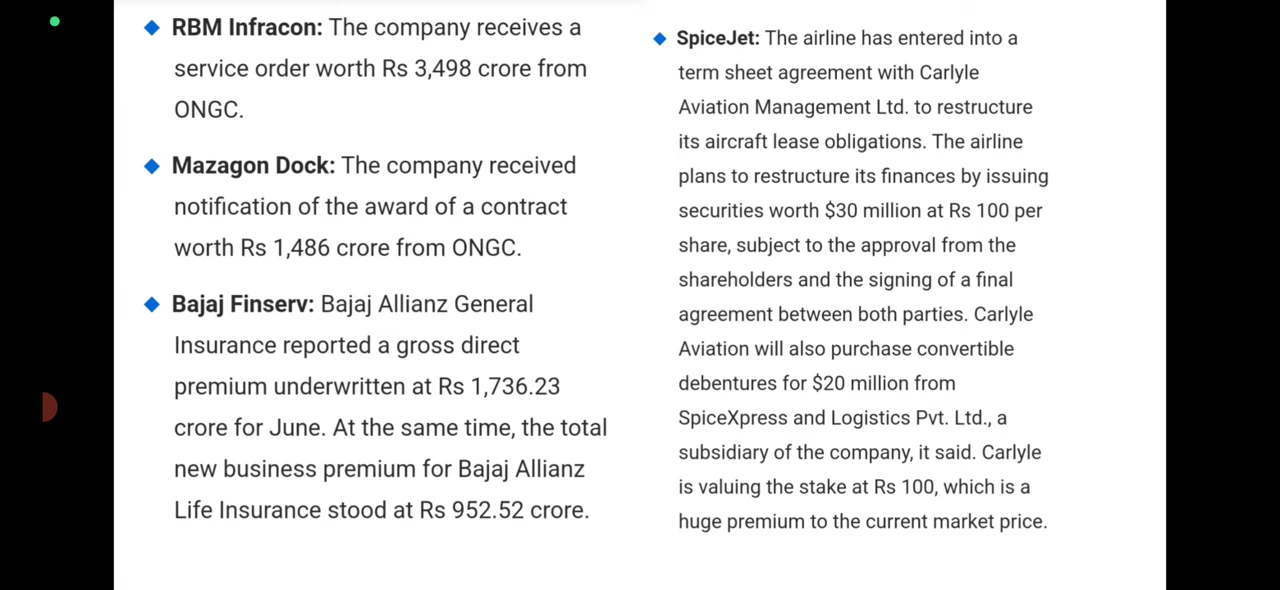 RBM Infracon: The company receives a
service order worth Rs 3,498 crore from
ONGC.
Mazagon Dock: The company received
notification of the award of a contract
worth Rs 1,486 crore from ONGC.
Bajaj Finserv: Bajaj Allianz General
Insurance reported a gross direct
premium underwritten at Rs 1,736.23
crore for June. At the same time, the total
new business premium for Bajaj Allianz
Life Insurance stood at Rs 952.52 crore.
SpiceJet: The airline has entered into a
term sheet agreement with Carlyle
Aviation Management Ltd. to restructure
its aircraft lease obligations. The airline
plans to restructure its finances by issuing
securities worth $30 million at Rs 100 per
share, subject to the approval from the
shareholders and the signing of a final
agreement between both parties. Carlyle
Aviation will also purchase convertible
debentures for $20 million from
SpiceXpress and Logistics Pvt. Ltd., a
subsidiary of the company, it said. Carlyle
is valuing the stake at Rs 100, which is a
huge premium to the current market price.